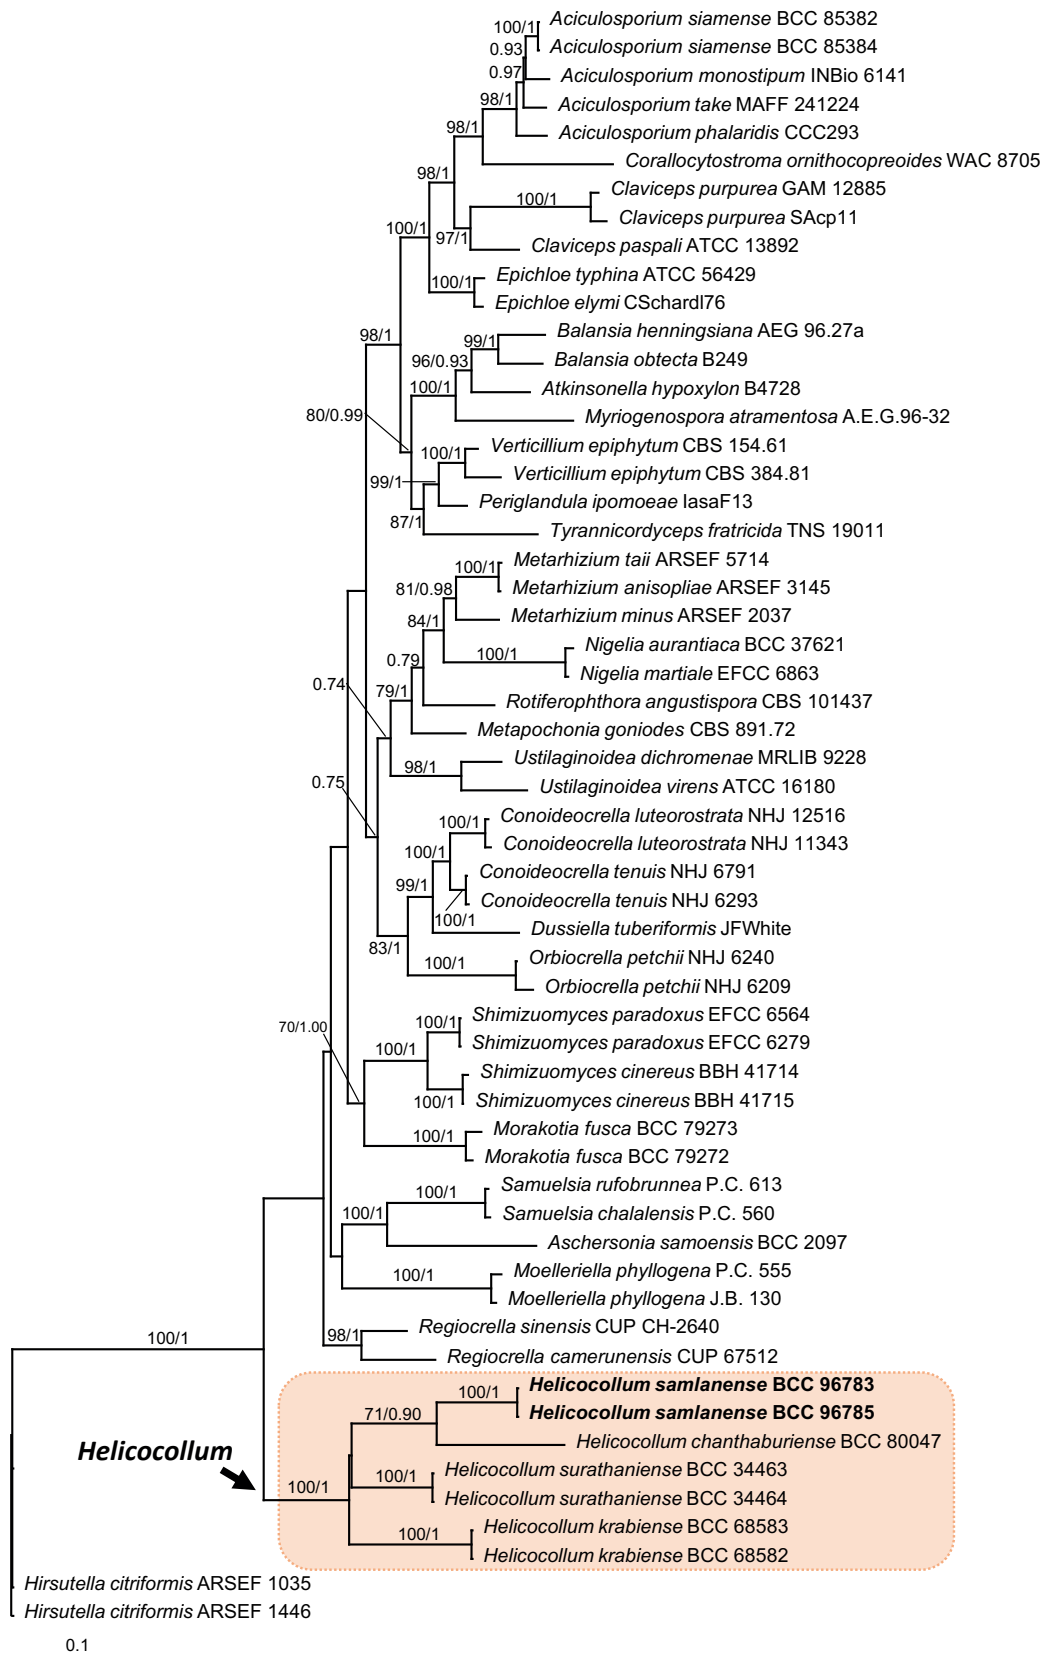 Aciculosporium siamense BCC 85382
100/1
Aciculosporium siamense BCC 85384
0.93
Aciculosporium monostipum INBio 6141
0.97
Aciculosporium take MAFF 241224
98/1
Aciculosporium phalaridis CCC293
98/1
Corallocytostroma ornithocopreoides WAC 8705
98/1
Claviceps purpurea GAM 12885
100/1
Claviceps purpurea SAcp11
100/1
97/1
Claviceps paspali ATCC 13892
Epichloe typhina ATCC 56429
100/1
Epichloe elymi CSchardl76
Balansia henningsiana AEG 96.27a
98/1
99/1
Balansia obtecta B249
96/0.93
Atkinsonella hypoxylon B4728
100/1
Myriogenospora atramentosa A.E.G.96-32
80/0.99
Verticillium epiphytum CBS 154.61
100/1
Verticillium epiphytum CBS 384.81
99/1
Periglandula ipomoeae IasaF13
87/1
Tyrannicordyceps fratricida TNS 19011
Metarhizium taii ARSEF 5714
100/1
Metarhizium anisopliae ARSEF 3145
81/0.98
Metarhizium minus ARSEF 2037
84/1
Nigelia aurantiaca BCC 37621
100/1
0.79
Nigelia martiale EFCC 6863
0.74
79/1
Rotiferophthora angustispora CBS 101437
Metapochonia goniodes CBS 891.72
Ustilaginoidea dichromenae MRLIB 9228
98/1
0.75
Ustilaginoidea virens ATCC 16180
Conoideocrella luteorostrata NHJ 12516
100/1
Conoideocrella luteorostrata NHJ 11343
100/1
Conoideocrella tenuis NHJ 6791
99/1
Conoideocrella tenuis NHJ 6293
100/1
Dussiella tuberiformis JFWhite
83/1
Orbiocrella petchii NHJ 6240
100/1
Orbiocrella petchii NHJ 6209
Shimizuomyces paradoxus EFCC 6564
100/1
70/1.00
Shimizuomyces paradoxus EFCC 6279
100/1
Shimizuomyces cinereus BBH 41714
100/1
Shimizuomyces cinereus BBH 41715
Morakotia fusca BCC 79273
100/1
Morakotia fusca BCC 79272
Samuelsia rufobrunnea P.C. 613
100/1
Samuelsia chalalensis P.C. 560
100/1
Aschersonia samoensis BCC 2097
Moelleriella phyllogena P.C. 555
100/1
Moelleriella phyllogena J.B. 130
Regiocrella sinensis CUP CH-2640
98/1
100/1
Regiocrella camerunensis CUP 67512
Helicocollum samlanense BCC 96783
100/1
Helicocollum samlanense BCC 96785
71/0.90
Helicocollum chanthaburiense BCC 80047
Helicocollum
Helicocollum surathaniense BCC 34463
100/1
100/1
Helicocollum surathaniense BCC 34464
Helicocollum krabiense BCC 68583
100/1
Helicocollum krabiense BCC 68582
Hirsutella citriformis ARSEF 1035
Hirsutella citriformis ARSEF 1446
0.1